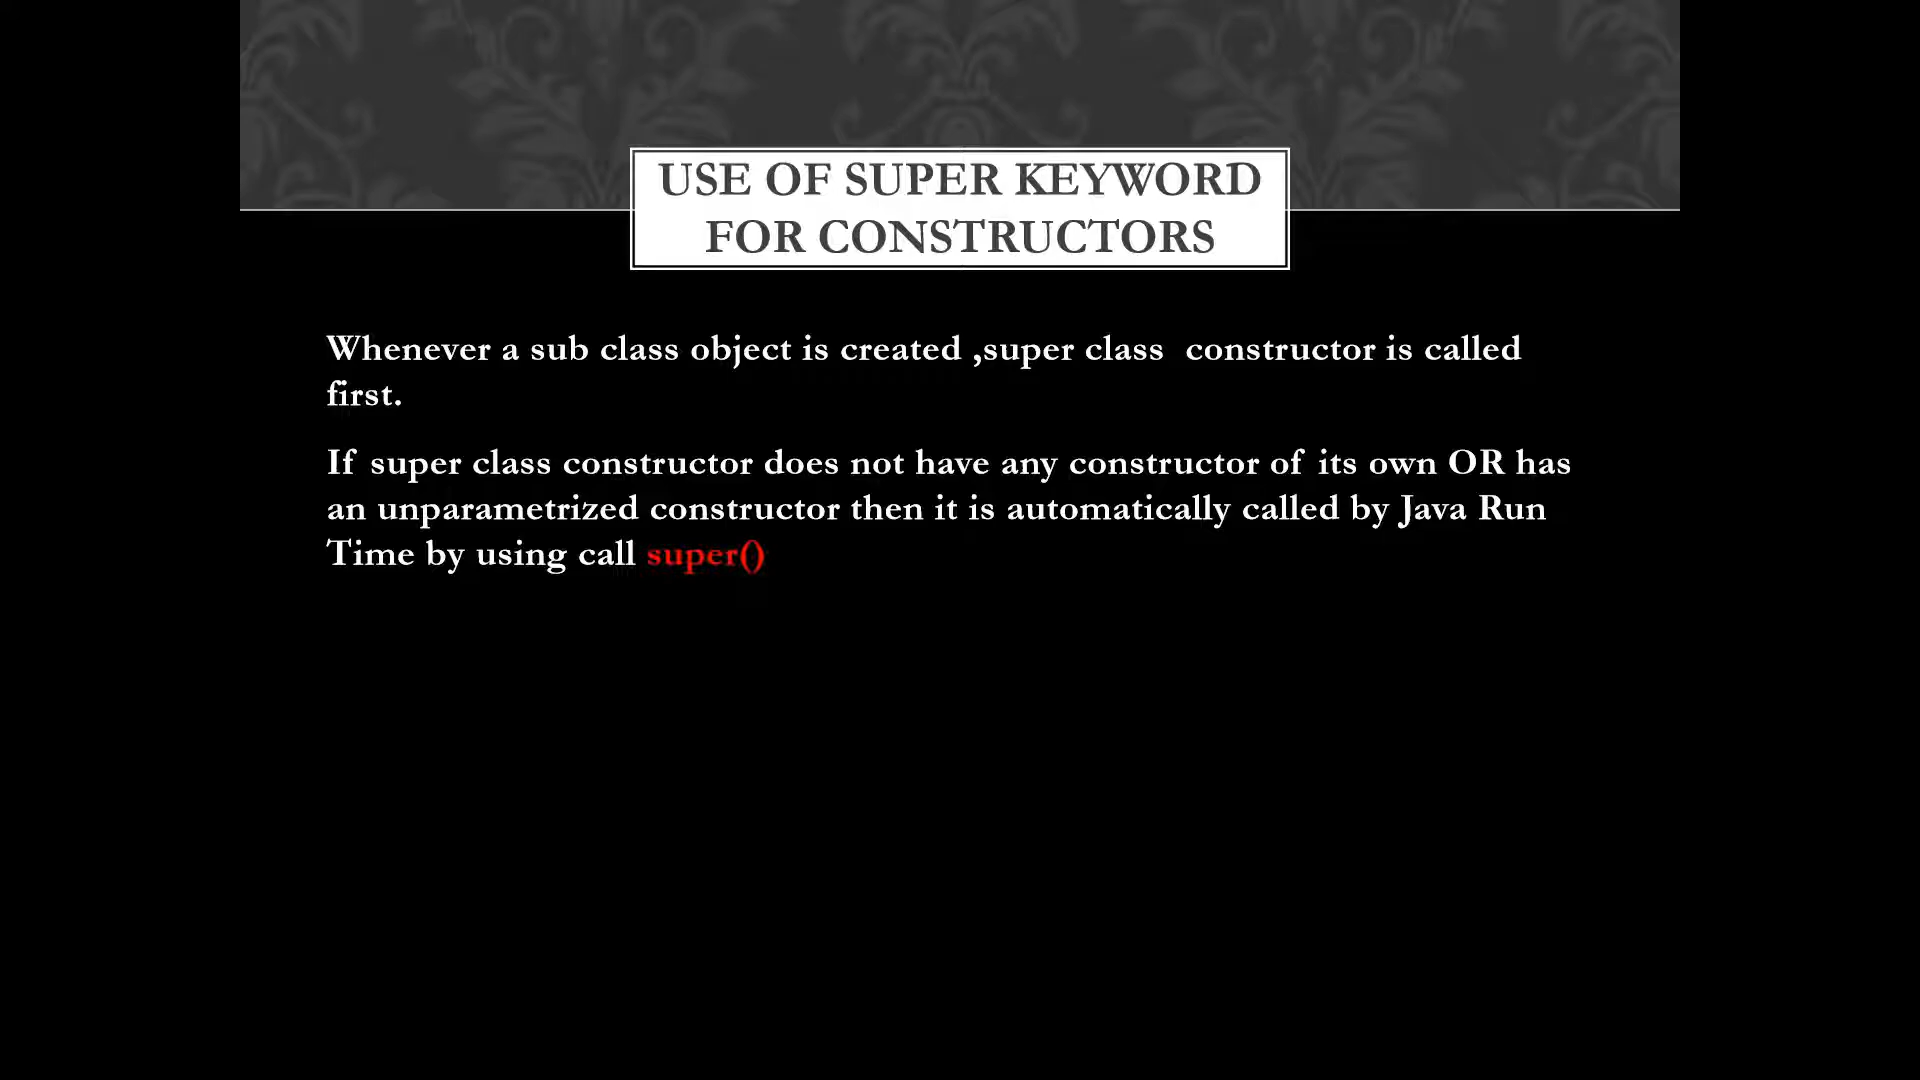 USE OF SUPER KEYWORD
FOR CONSTRUCTORS
Whenever a sub class object is created ,super class  constructor is called
first.
If super class constructor does not have any constructor of its own OR has
an unparametrized constructor then it is automatically called by Java Run
Time by using call super()